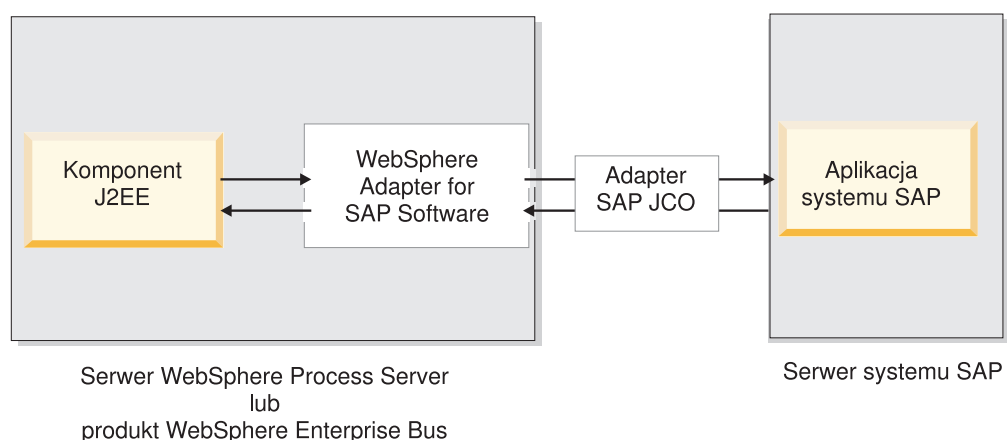 Komponent
J2EE
WebSphere
Adapter for
SAP Software
Adapter
SAP JCO
Aplikacja
systemu SAP
Serwer WebSphere Process Server
lub
produkt WebSphere Enterprise Bus
Serwer systemu SAP